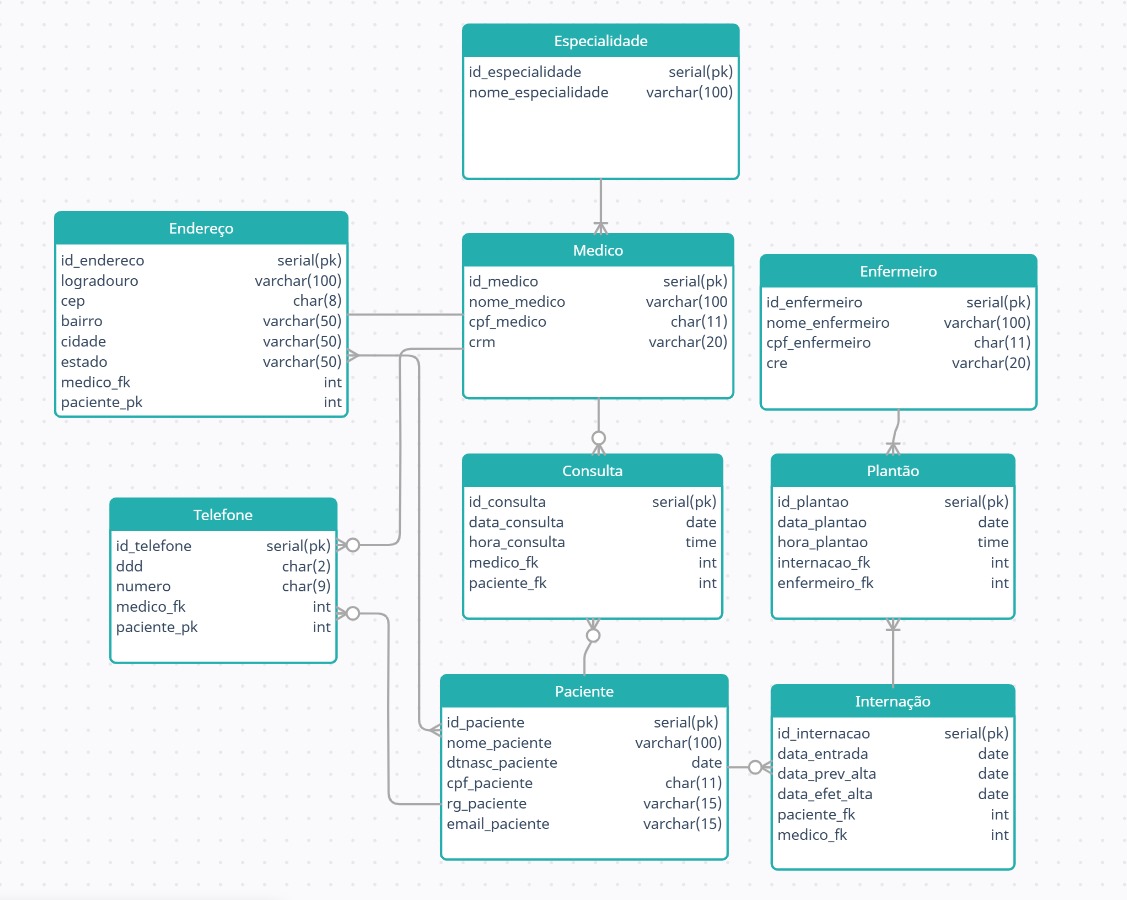 Especialidade
id_especialidade serial(pk)
nome_especialidade varchar(100)
Endereço
id_endereco serial(pk)
logradouro varchar(100)
cep char(8)
bairro varchar(50)
cidade varchar(50)
estado varchar(50)
medico_fk int
paciente_pk int
Medico
id_medico serial(pk)
nome_medico varchar(100
cpf_medico char(11)
crm varchar(20)
Enfermeiro
id_enfermeiro serial(pk)
nome_enfermeiro varchar(100)
cpf_enfermeiro char(11)
cre varchar(20)
Telefone
id_telefone serial(pk)
ddd char(2)
numero char(9)
medico_fk int
paciente_pk int
Consulta
id_consulta serial(pk)
data_consulta date
hora_consulta time
medico_fk int
paciente_fk int
Plantão
id_plantao serial(pk)
data_plantao date
hora_plantao time
internacao_fk int
enfermeiro_fk int
Paciente
id_paciente serial(pk)
nome_paciente varchar(100)
dtnasc_paciente date
cpf_paciente char(11)
rg_paciente varchar(15)
email_paciente varchar(15)
Internação
id_internacao serial(pk)
data_entrada date
data_prev_alta date
data_efet_alta date
paciente_fk int
medico_fk int